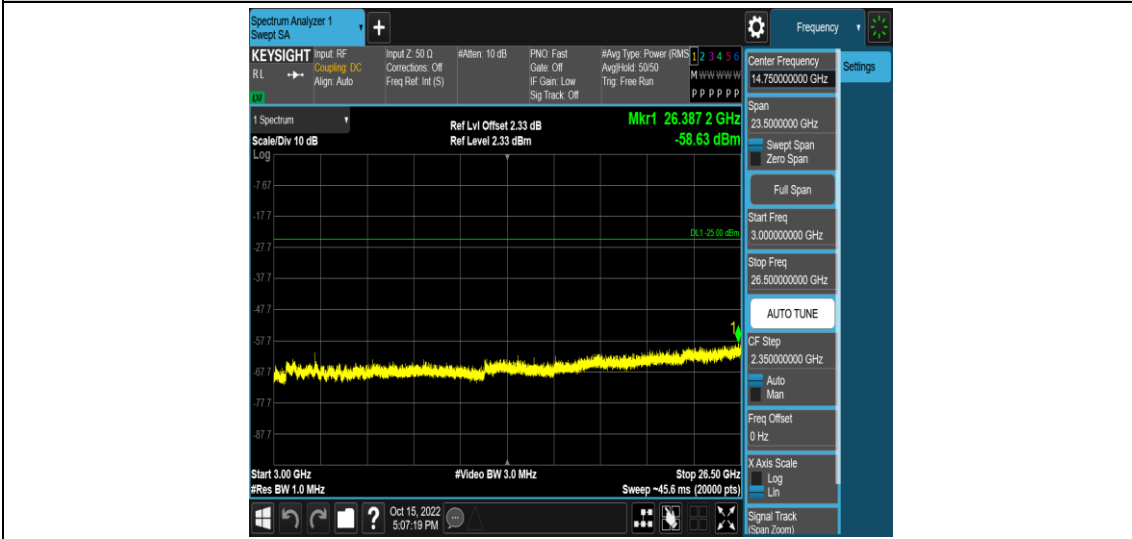 Spectrum Analyzer 1
Swept SA
+
Frequency
KEYSIGHT
RL
Input: RF
Coupling: DC
Align: Auto
Input Z: 50 Ω
Corrections: Off
Freq Ref: Int (S)
#Atten: 10 dB
PNO: Fast
Gate: Off
IF Gain: Low
Sig Track: Off
#Avg Type: Power (RMS
Avg|Hold: 50/50
Trig: Free Run
1 2 3 4 5 6
M W W W W W
P P P P P P
1 Spectrum
Scale/Div 10 dB
Log
Ref Lvl Offset 2.33 dB
Ref Level 2.33 dBm
Mkr1 26.387 2 GHz
-58.63 dBm
-7.67
-17.7
DL1 -25.00 dBm
-27.7
-37.7
-47.7
1
-57.7
-67.7
-77.7
-87.7
Start 3.00 GHz
#Res BW 1.0 MHz
#Video BW 3.0 MHz
Stop 26.50 GHz
Sweep ~45.6 ms (20000 pts)
?
Oct 15, 2022
5:07:19 PM
Center Frequency
14.750000000 GHz
Settings
Span
23.5000000 GHz
Swept Span
Zero Span
Full Span
Start Freq
3.000000000 GHz
Stop Freq
26.500000000 GHz
AUTO TUNE
CF Step
2.350000000 GHz
Auto
Man
Freq Offset
0 Hz
X Axis Scale
Log
Lin
Signal Track
(Span Zoom)